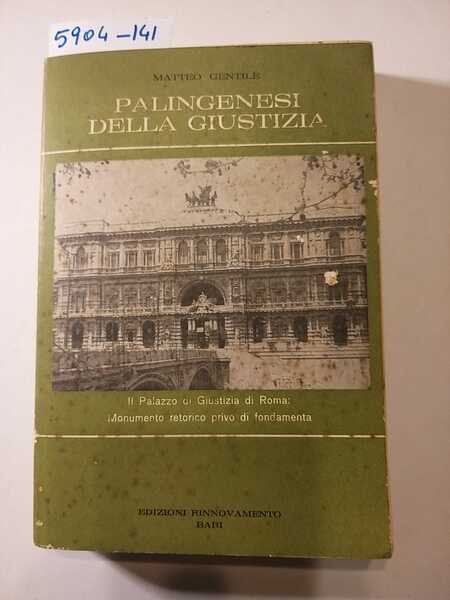 5904-141
MATTEO GENTILE
PALINGENESI
DELLA GIUSTIZIA
Il Palazzo di Giustizia di Roma:
Monumento retorico privo di fondamenta
EDIZIONI RINNOVAMENTO
BARI